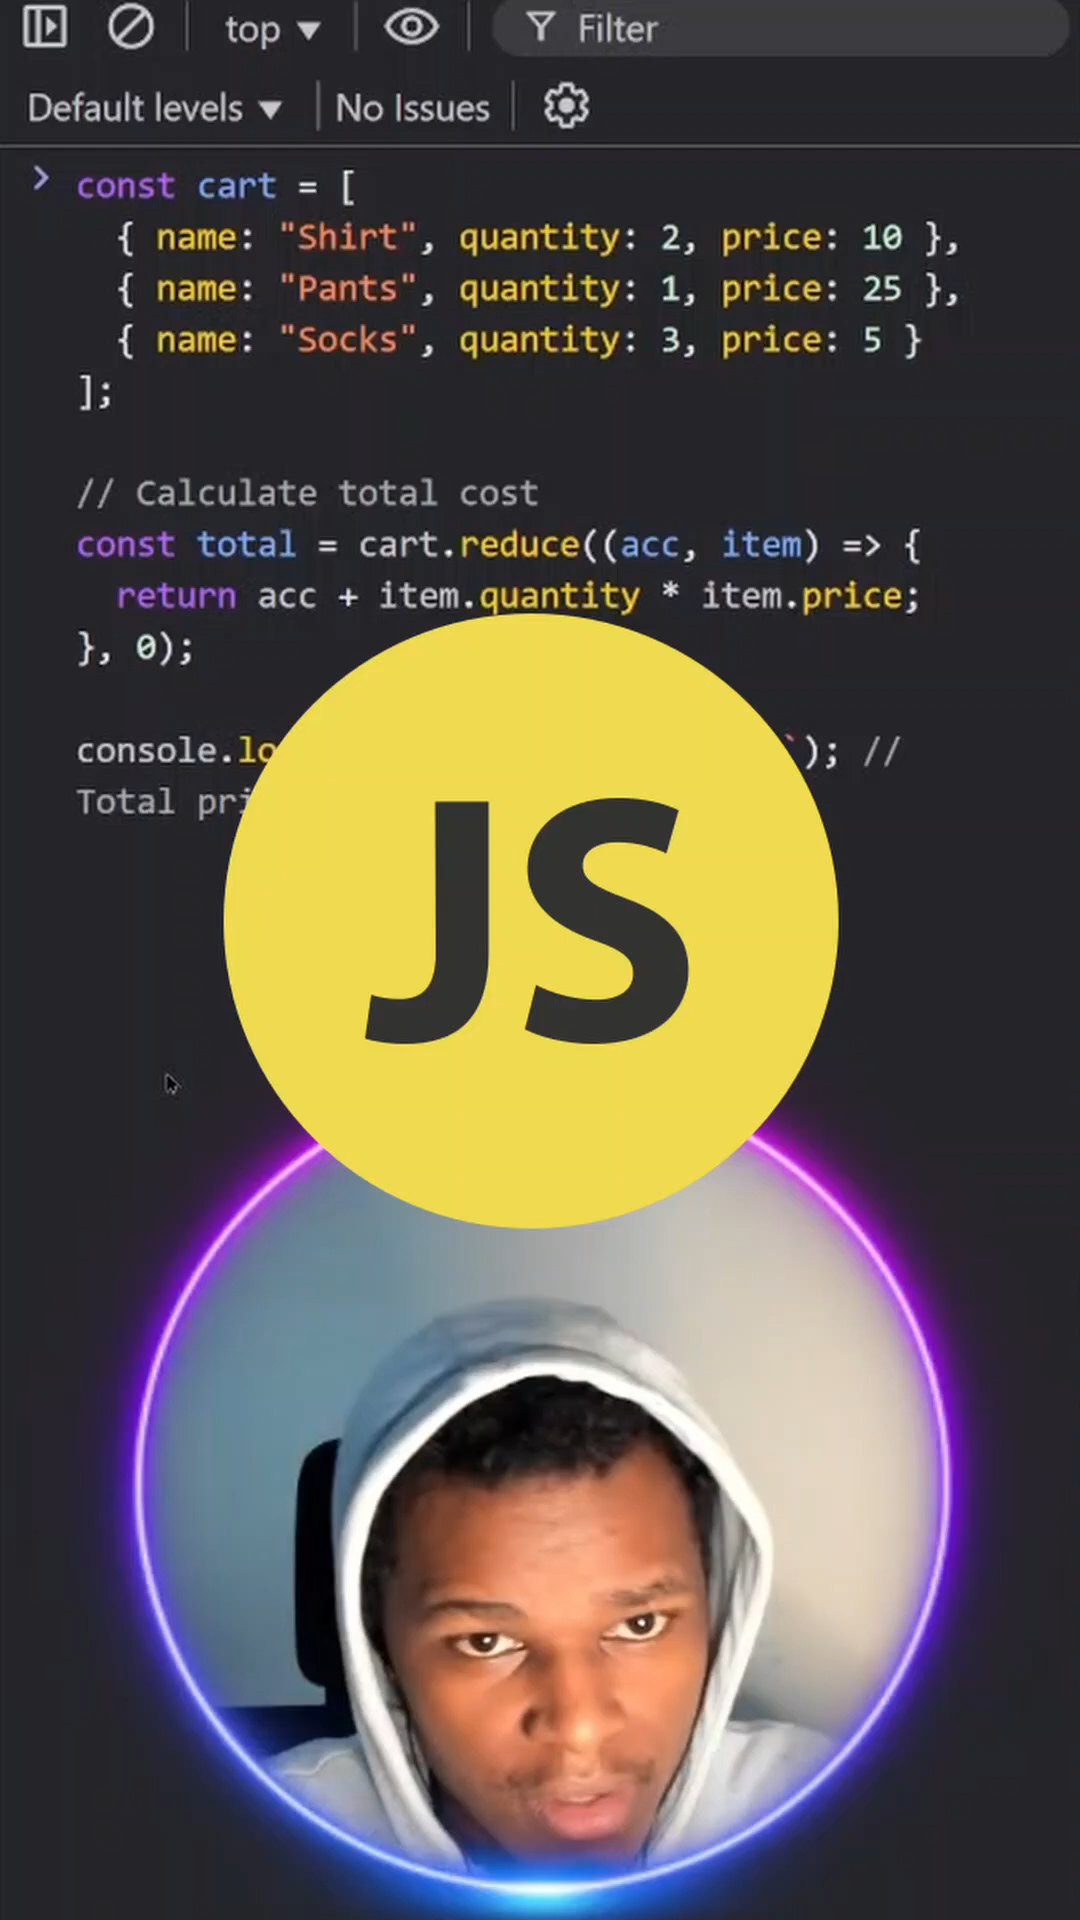 top
Filter
Default levels
No Issues
const cart = [
{ name: "Shirt", quantity: 2, price: 10 },
{ name: "Pants", quantity: 1, price: 25 },
{ name: "Socks", quantity: 3, price: 5 }
];
// Calculate total cost
const total = cart.reduce((acc, item) => {
return acc + item.quantity * item.price;
}, 0);
console. `); //
Total
JS